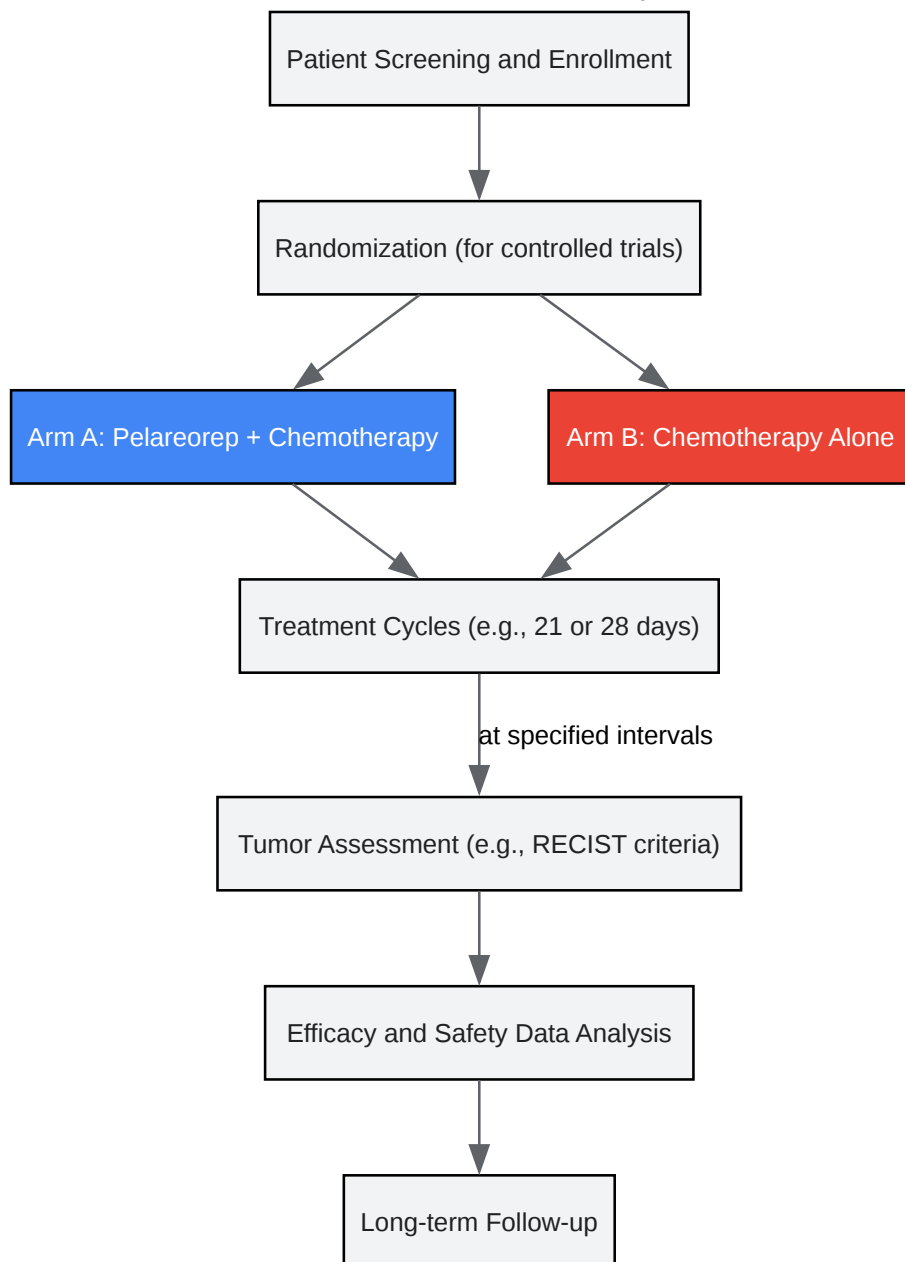 Patient Screening and Enrollment
Randomization (for controlled trials)
Arm A: Pelareorep + Chemotherapy
Arm B: Chemotherapy Alone
Treatment Cycles (e.g., 21 or 28 days)
at specified intervals
Tumor Assessment (e.g., RECIST criteria)
Efficacy and Safety Data Analysis
Long-term Follow-up